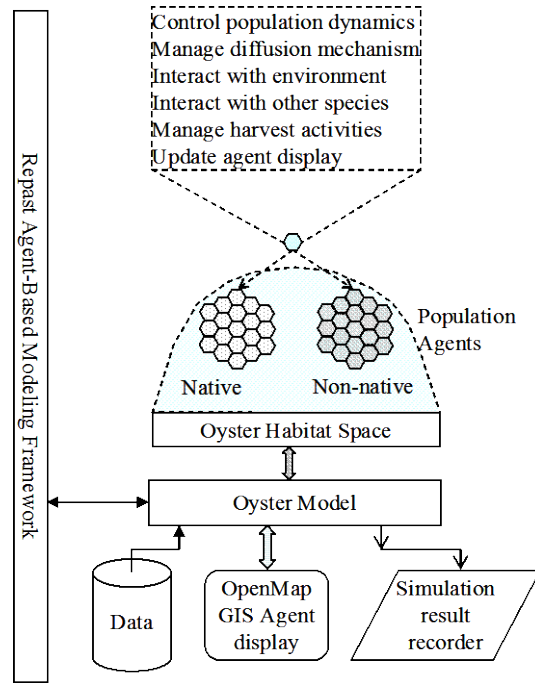 Control population dynamics
Manage diffusion mechanism
Interact with environment
Interact with other species
Manage harvest activities
Update agent display
Repast Agent-Based Modeling Framework
Population
Agents
Native
Non-native
Oyster Habitat Space
Oyster Model
Data
OpenMap
GIS Agent
display
Simulation
result
recorder